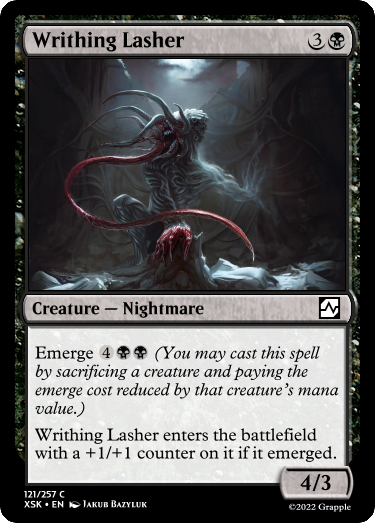 Writhing Lasher 3
Creature — Nightmare
Emerge 4 (You may cast this spell
by sacrificing a creature and paying the
emerge cost reduced by that creature's mana
value.)
Writhing Lasher enters the battlefield
with a +1/+1 counter on it if it emerged.
4/3
121/257 C
XSK • EN Jakub Bazyluk
©2022 Grapple